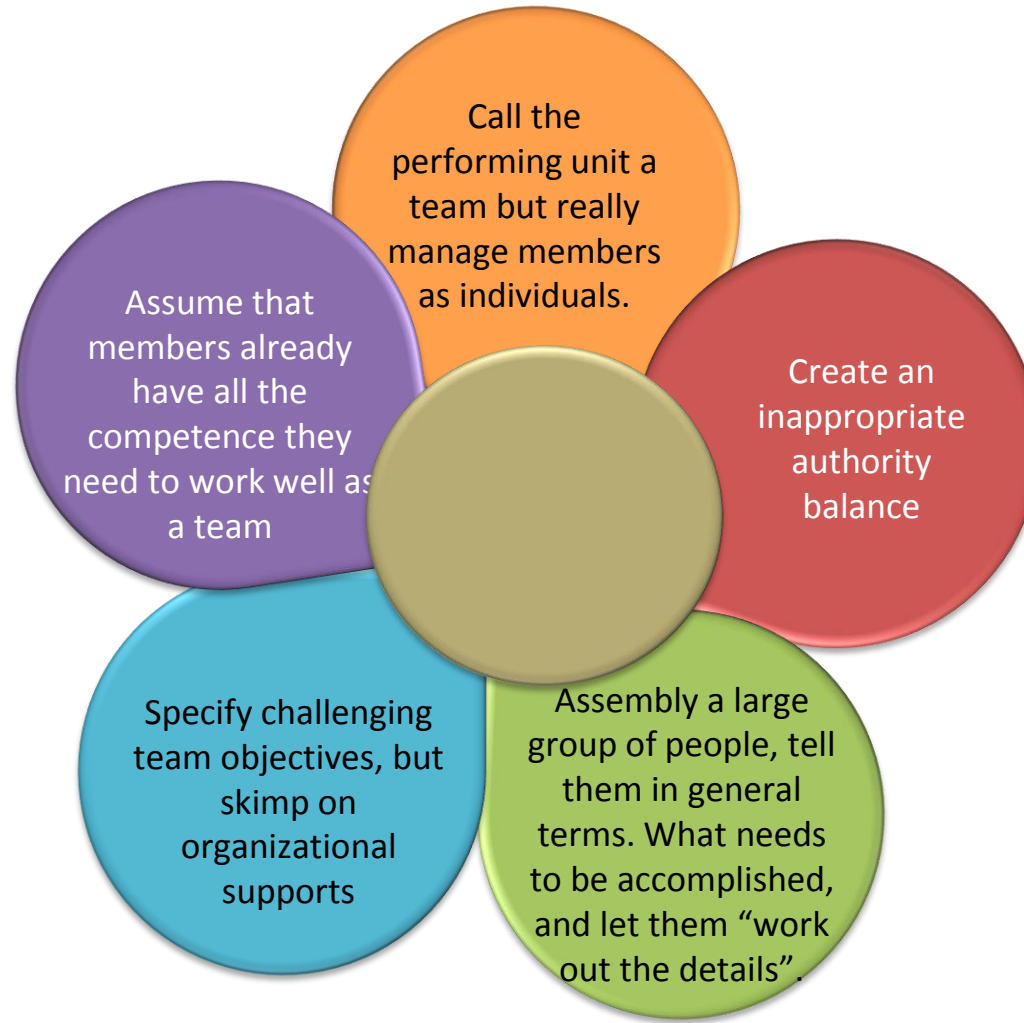 Call the
performing unit a
team but really
manage members
as individuals.
Create an
inappropriate
authority
balance
Assembly a large
group of people, tell
them in general
terms. What needs
to be accomplished,
and let them “work
out the details”.
Specify challenging
team objectives, but
skimp on
organizational
supports
Assume that
members already
have all the
competence they
need to work well as
a team